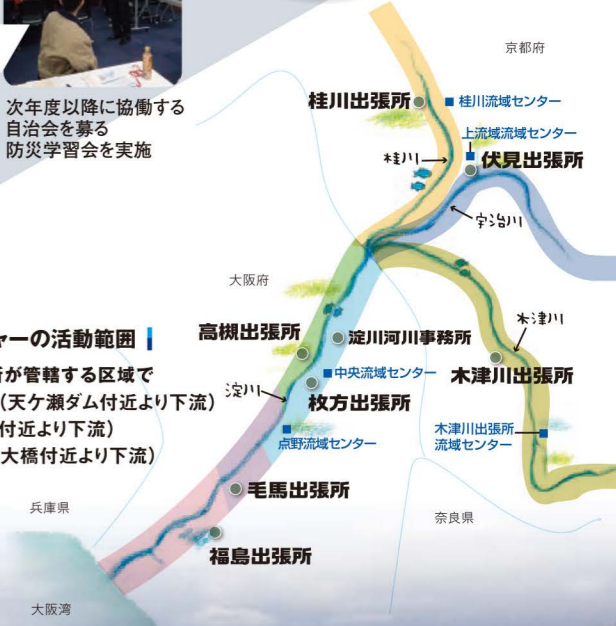 次年度以降に協働する
自治会を募る
防災学習会を実施
京都府
桂川出張所
桂川流域センター
上流域流域センター
桂川
伏見出張所
宇治川
大阪府
ャーの活動範囲
高槻出張所
淀川河川事務所
木津川
所が管轄する区域で
中央流域センター
木津川出張所
(天ケ瀬ダム付近より下流)
淀川
枚方出張所
付近より下流)
点野流域センター
木津川出張所
流域センター
大橋付近より下流)
毛馬出張所
兵庫県
奈良県
福島出張所
大阪湾